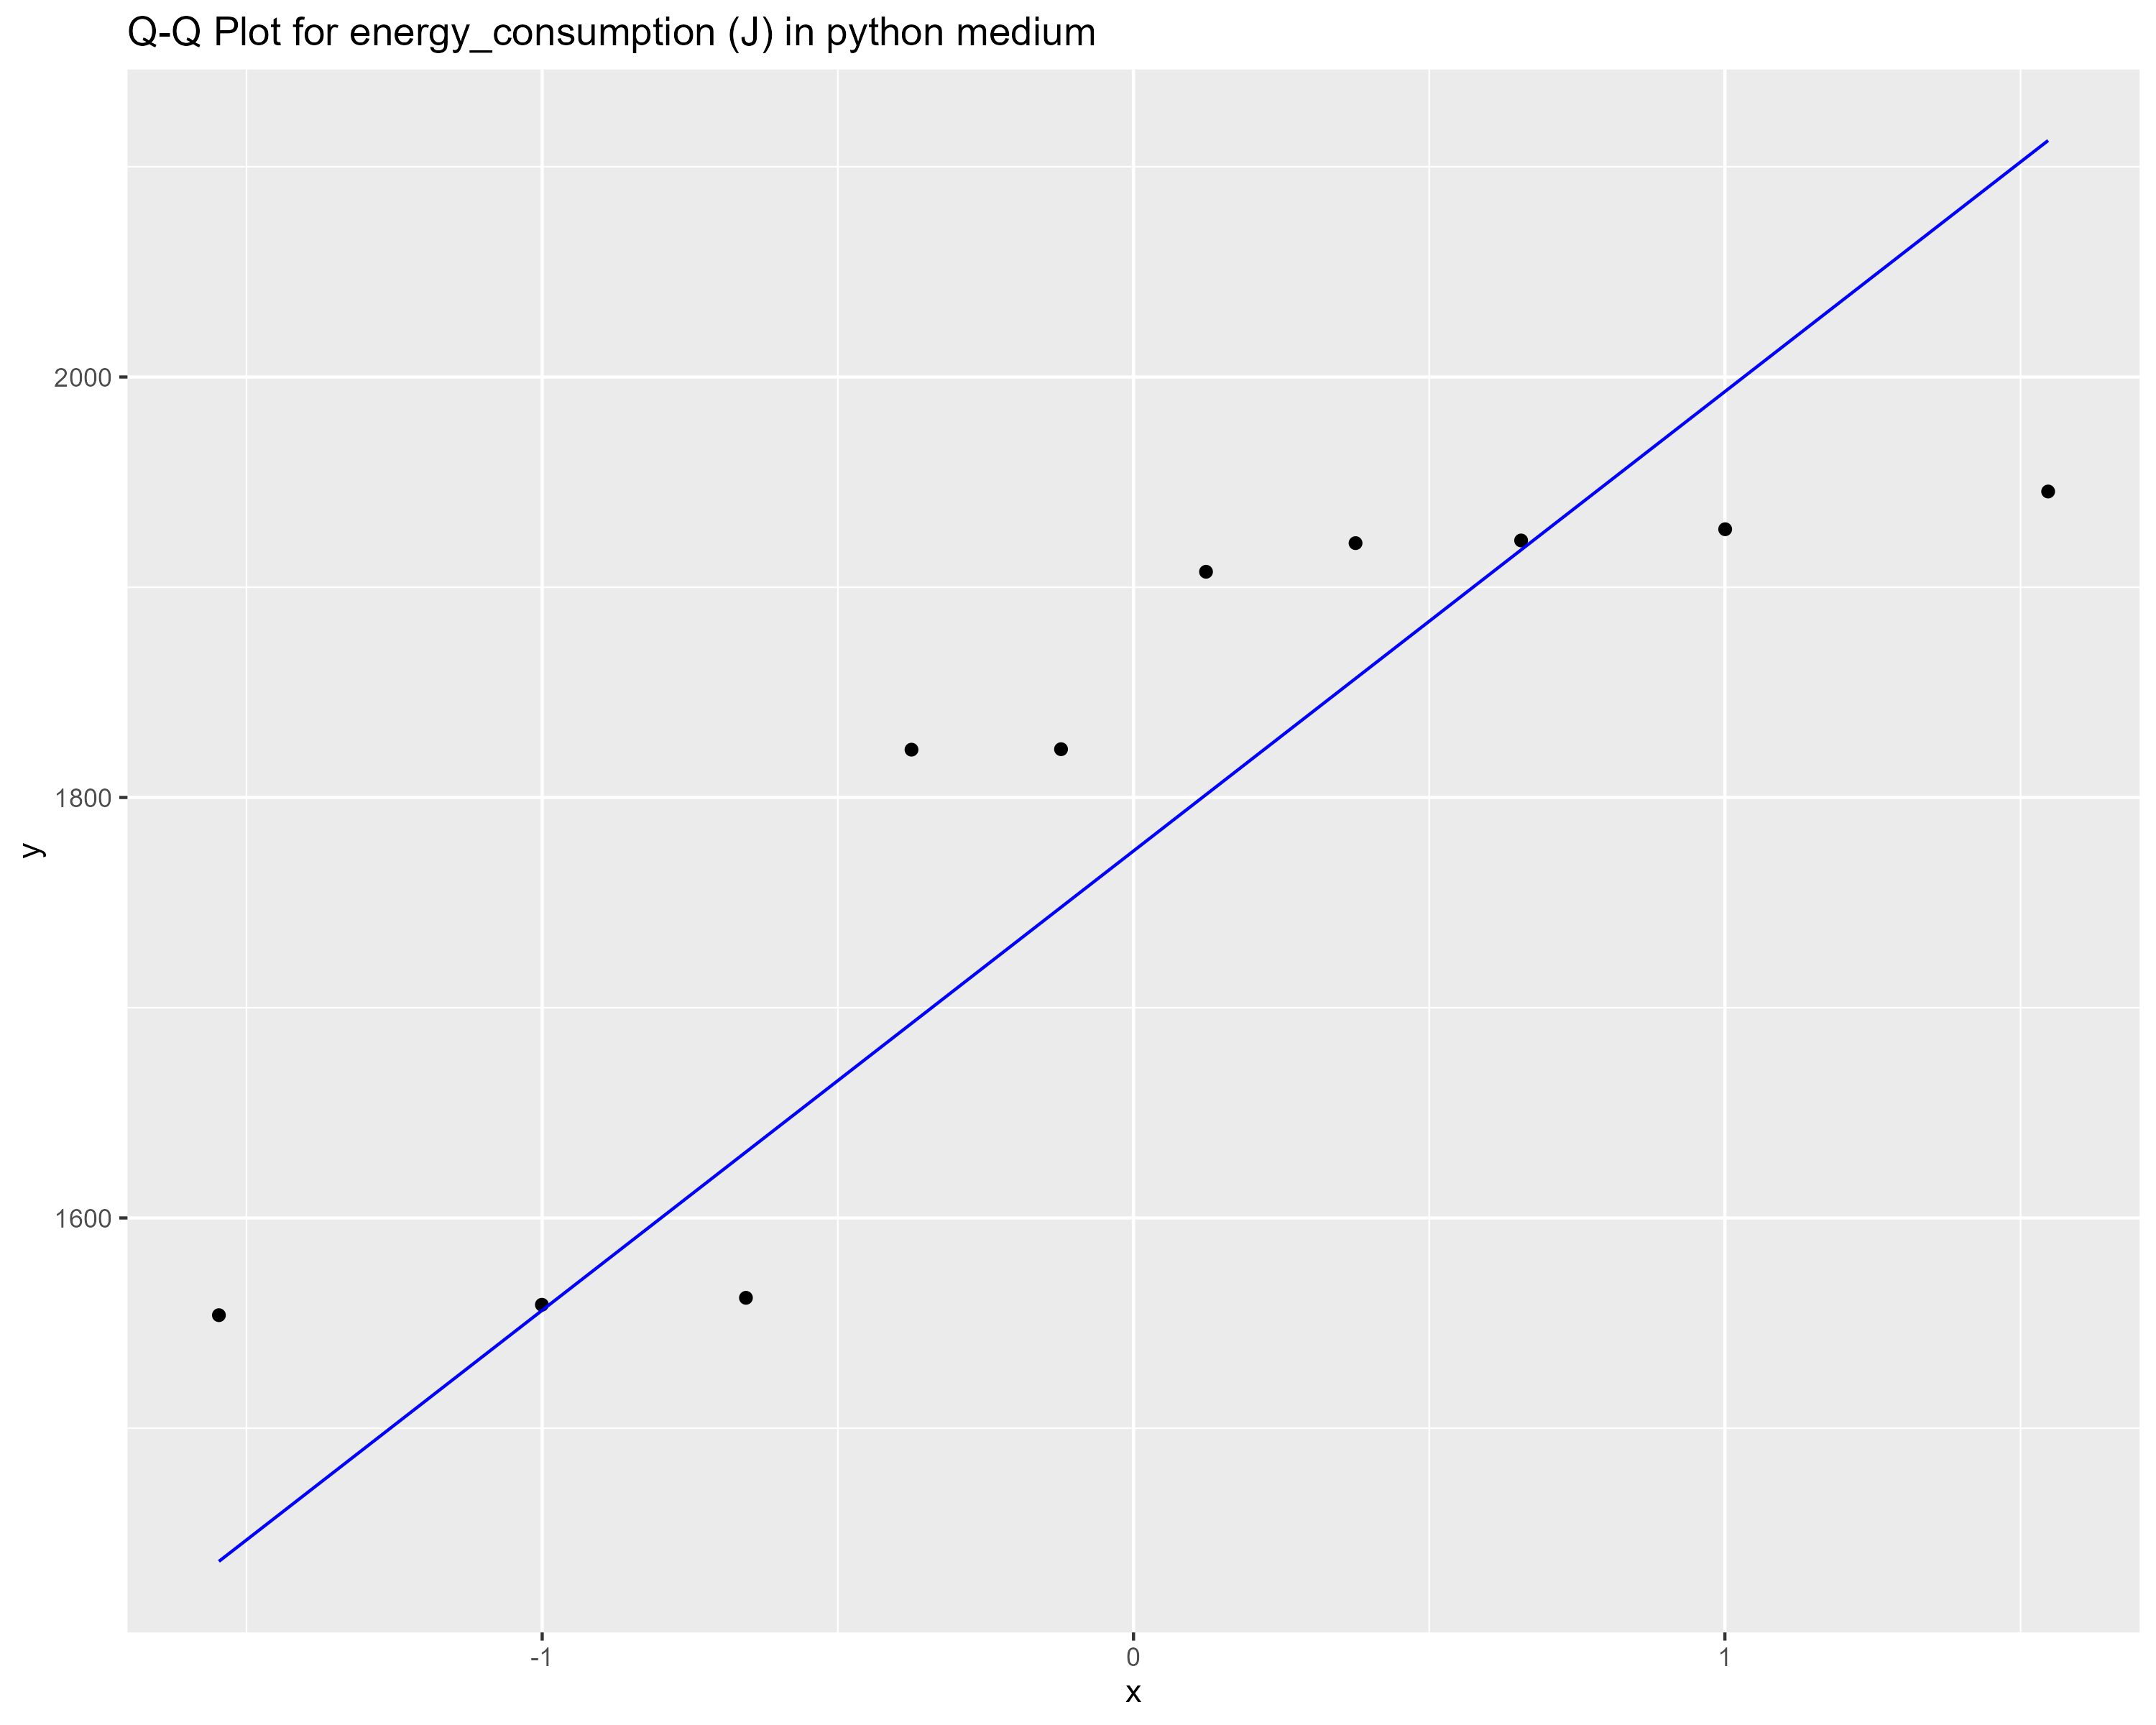 Q-Q Plot for energy_consumption (J) in python medium
2000
1800
1600
y
-1
0
1
x